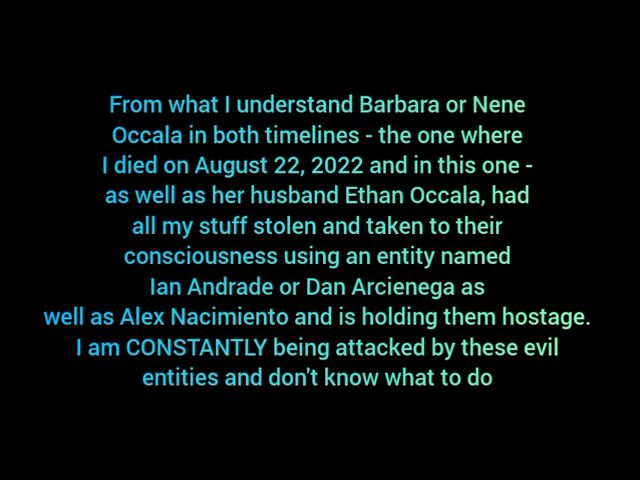 From what I understand Barbara or Nene
Occala in both timelines - the one where
I died on August 22, 2022 and in this one -
as well as her husband Ethan Occala, had
all my stuff stolen and taken to their
consciousness using an entity named
Ian Andrade or Dan Arcienega as
well as Alex Nacimiento and is holding them hostage.
I am CONSTANTLY being attacked by these evil
entities and don't know what to do